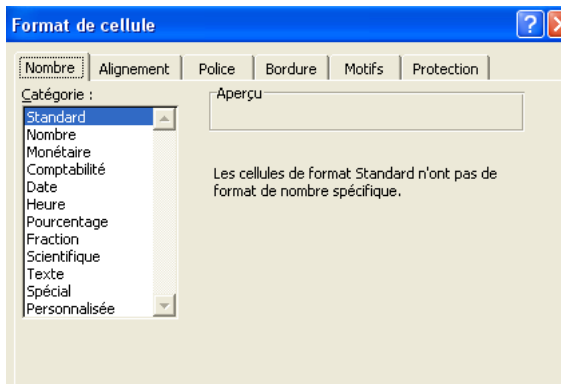 Format de cellule
Nombre Alignement Police Bordure Motifs Protection
Catégorie :
Standard
Nombre
Monétaire
Comptabilité
Date
Heure
Pourcentage
Fraction
Scientifique
Texte
Spécial
Personnalisée
Aperçu
Les cellules de format Standard n'ont pas de
format de nombre spécifique.